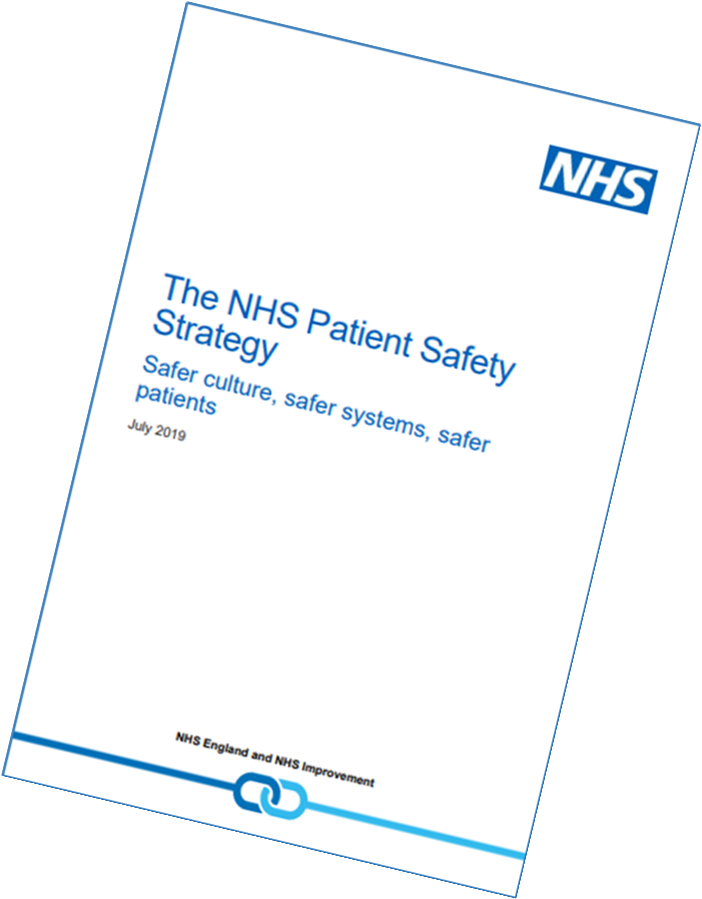 NHS
The NHS Patient Safety
Strategy
Safer culture, safer systems, safer
patients
July 2019
NHS England and NHS Improvement